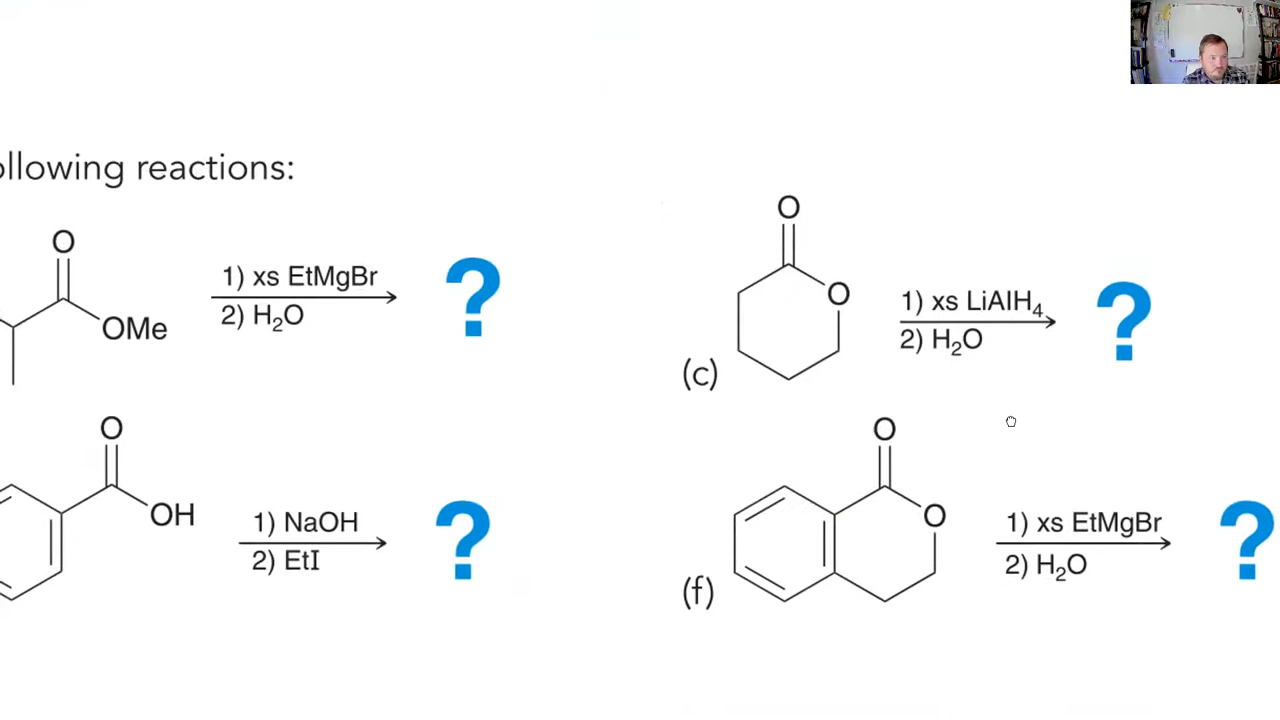 ollowing reactions:
O
OMe
1) xs EtMgBr
2) H₂O
?
O
O
(c)
1) xs LiAlH₄
2) H₂O
?
O
OH
1) NaOH
2) EtI
?
O
O
(f)
1) xs EtMgBr
2) H₂O
?